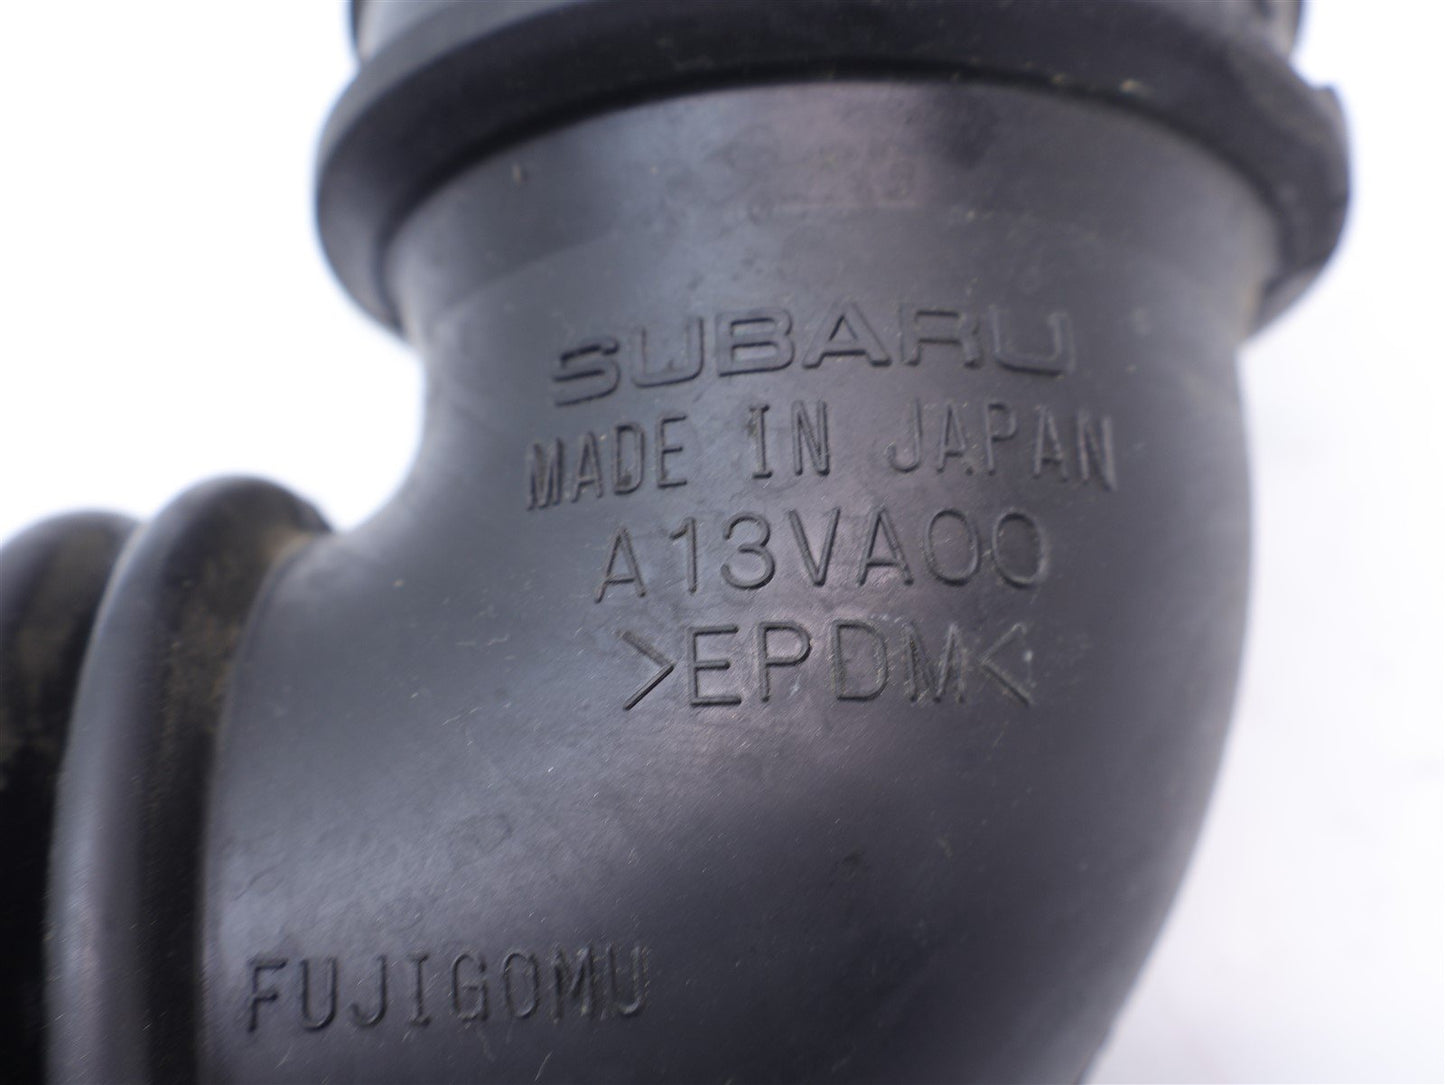 SUBARU
MADE IN JAPAN
A13VA00
>EPDM<
FUJIGOMU